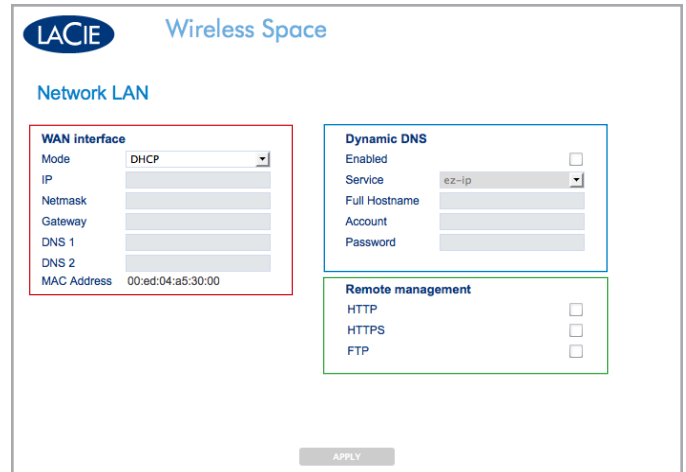 LACIE
Wireless Space
Network LAN
WAN interface
Mode DHCP
IP
Netmask
Gateway
DNS 1
DNS 2
MAC Address 00:ed:04:a5:30:00
Dynamic DNS
Enabled
Service ez-ip
Full Hostname
Account
Password
Remote management
HTTP
HTTPS
FTP
APPLY